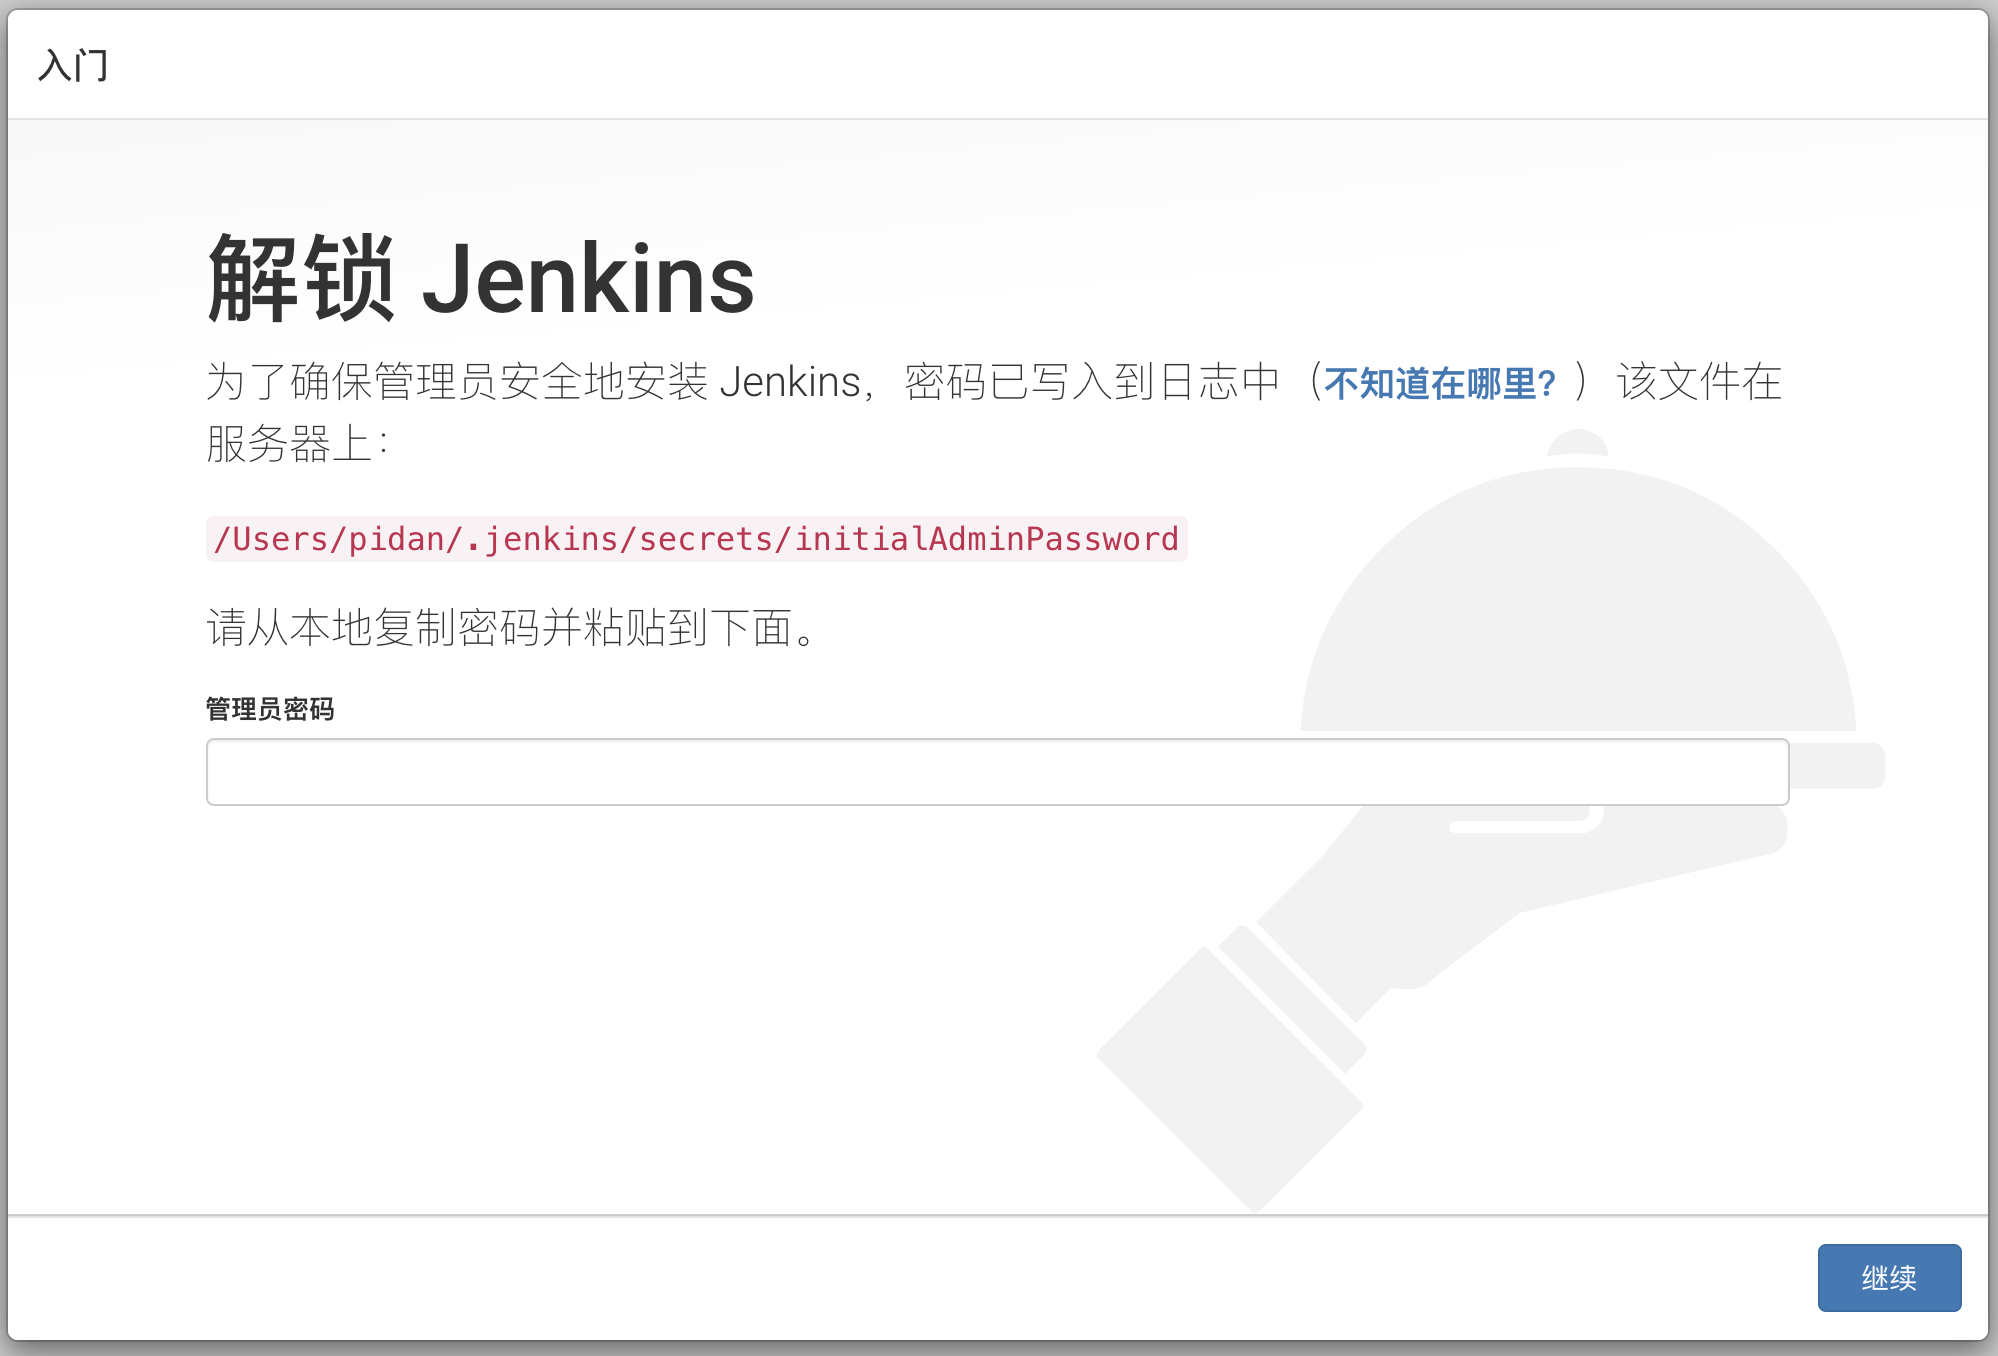 入门
解锁 Jenkins
为了确保管理员安全地安装 Jenkins，密码已写入到日志中（不知道在哪里？）该文件在
服务器上：
/Users/pidan/.jenkins/secrets/initialAdminPassword
请从本地复制密码并粘贴到下面。
管理员密码
继续